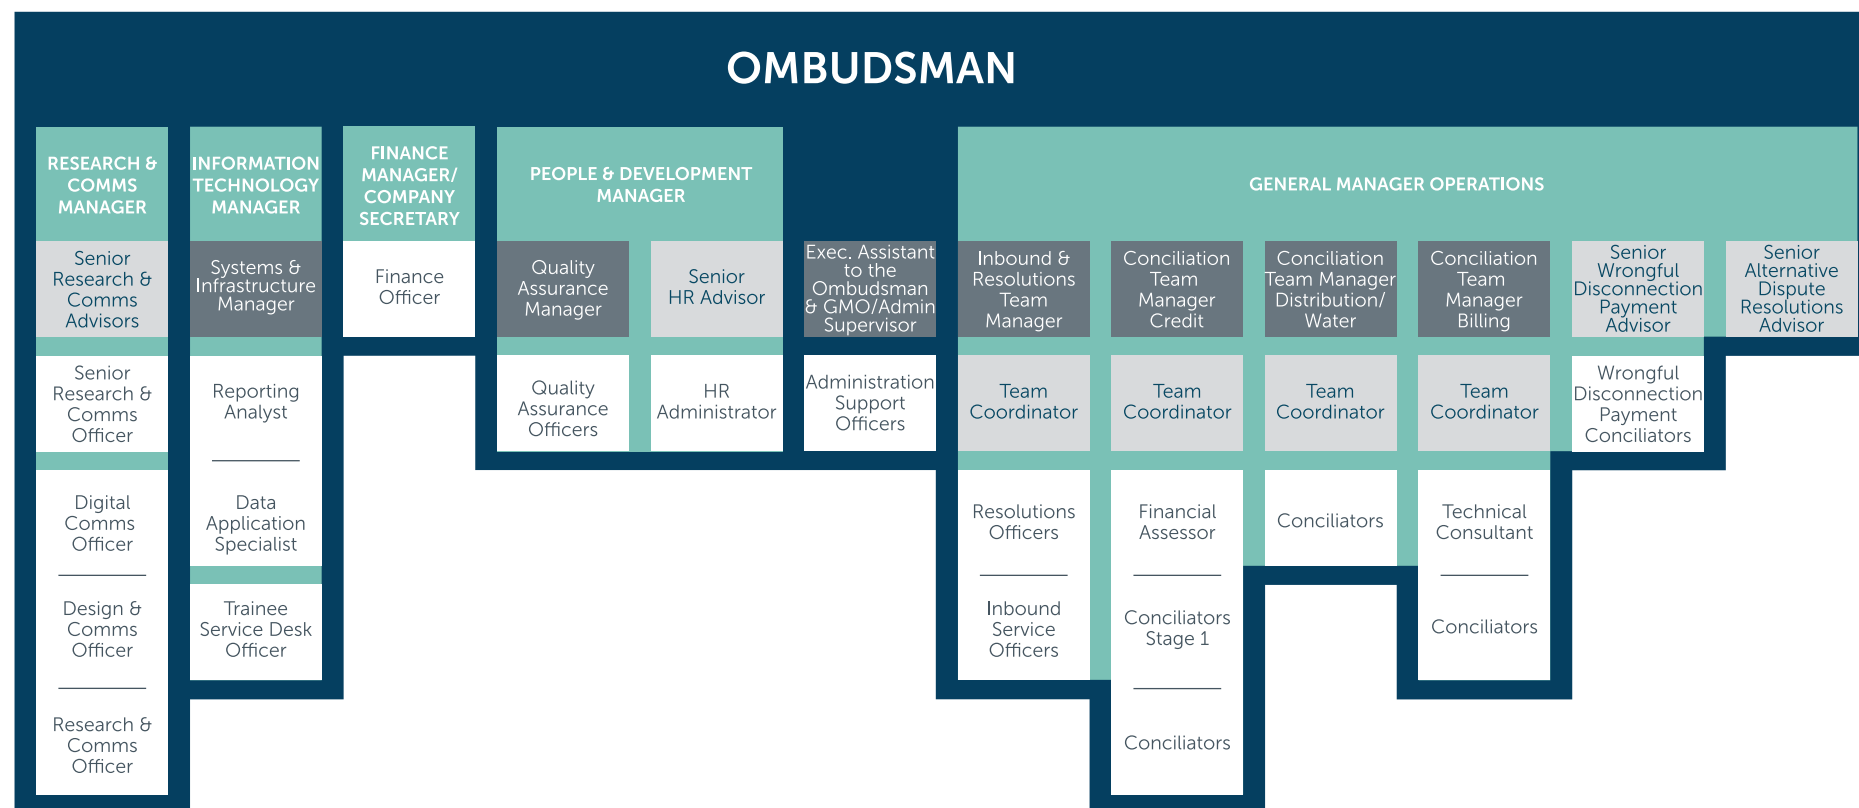 OMBUDSMAN
RESEARCH &
COMMS
MANAGER
INFORMATION
TECHNOLOGY
MANAGER
FINANCE
MANAGER/
COMPANY
SECRETARY
PEOPLE & DEVELOPMENT
MANAGER
GENERAL MANAGER OPERATIONS
Senior
Research &
Comms
Advisors
Systems &
Infrastructure
Manager
Finance
Officer
Quality
Assurance
Manager
Senior
HR Advisor
Exec. Assistant
to the
Ombudsman
& GMO/Admin
Supervisor
Inbound &
Resolutions
Team
Manager
Conciliation
Team
Manager
Credit
Conciliation
Team Manager
Distribution/
Water
Conciliation
Team
Manager
Billing
Senior
Wrongful
Disconnection
Payment
Advisor
Senior
Alternative
Dispute
Resolutions
Advisor
Senior
Research &
Comms
Officer
Reporting
Analyst
Quality
Assurance
Officers
HR
Administrator
Administration
Support
Officers
Team
Coordinator
Team
Coordinator
Team
Coordinator
Team
Coordinator
Wrongful
Disconnection
Payment
Conciliators
Digital
Comms
Officer
Data
Application
Specialist
Resolutions
Officers
Financial
Assessor
Conciliators
Technical
Consultant
Design &
Comms
Officer
Trainee
Service Desk
Officer
Inbound
Service
Officers
Conciliators
Stage 1
Conciliators
Research &
Comms
Officer
Conciliators